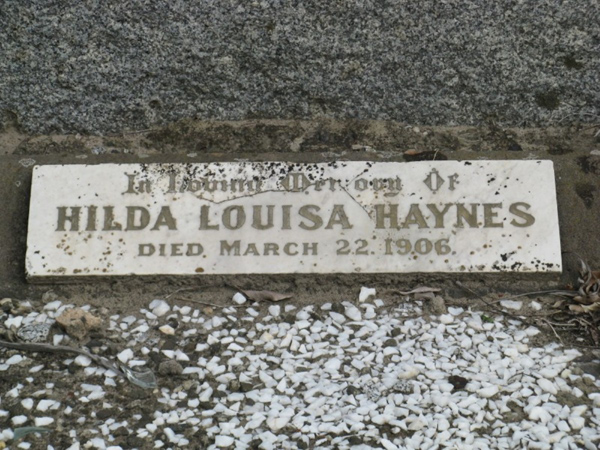 In Loving Memory Of
HILDA LOUISA HAYNES
DIED MARCH 22. 1906.